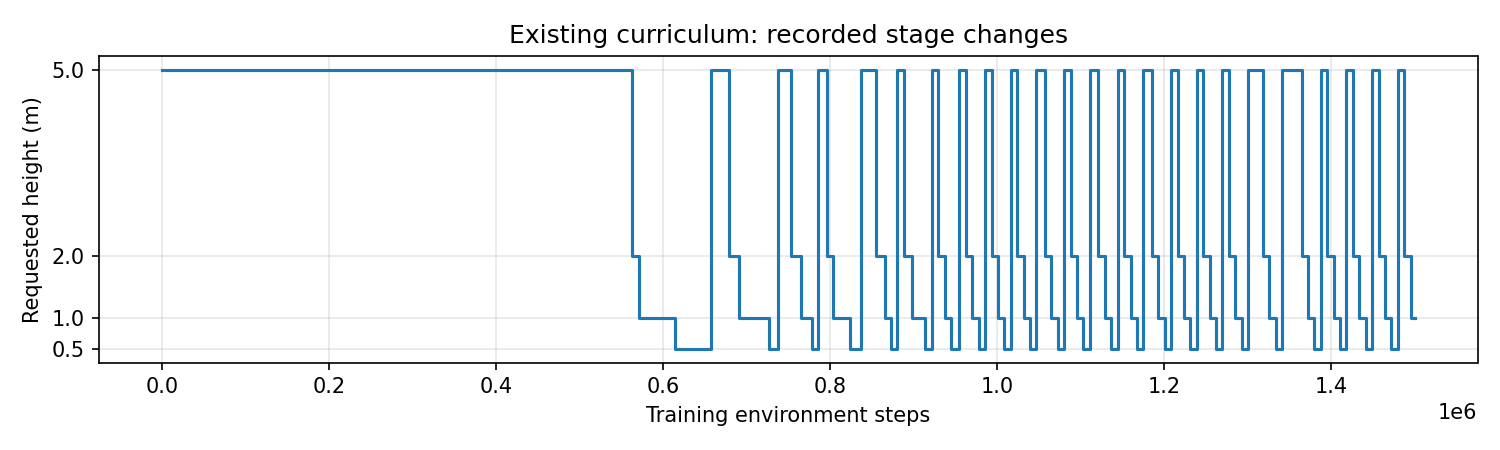 Existing curriculum: recorded stage changes
Requested height (m)
5.0
2.0
1.0
0.5
0.0 0.2 0.4 0.6 0.8 1.0 1.2 1.4
1e6
Training environment steps